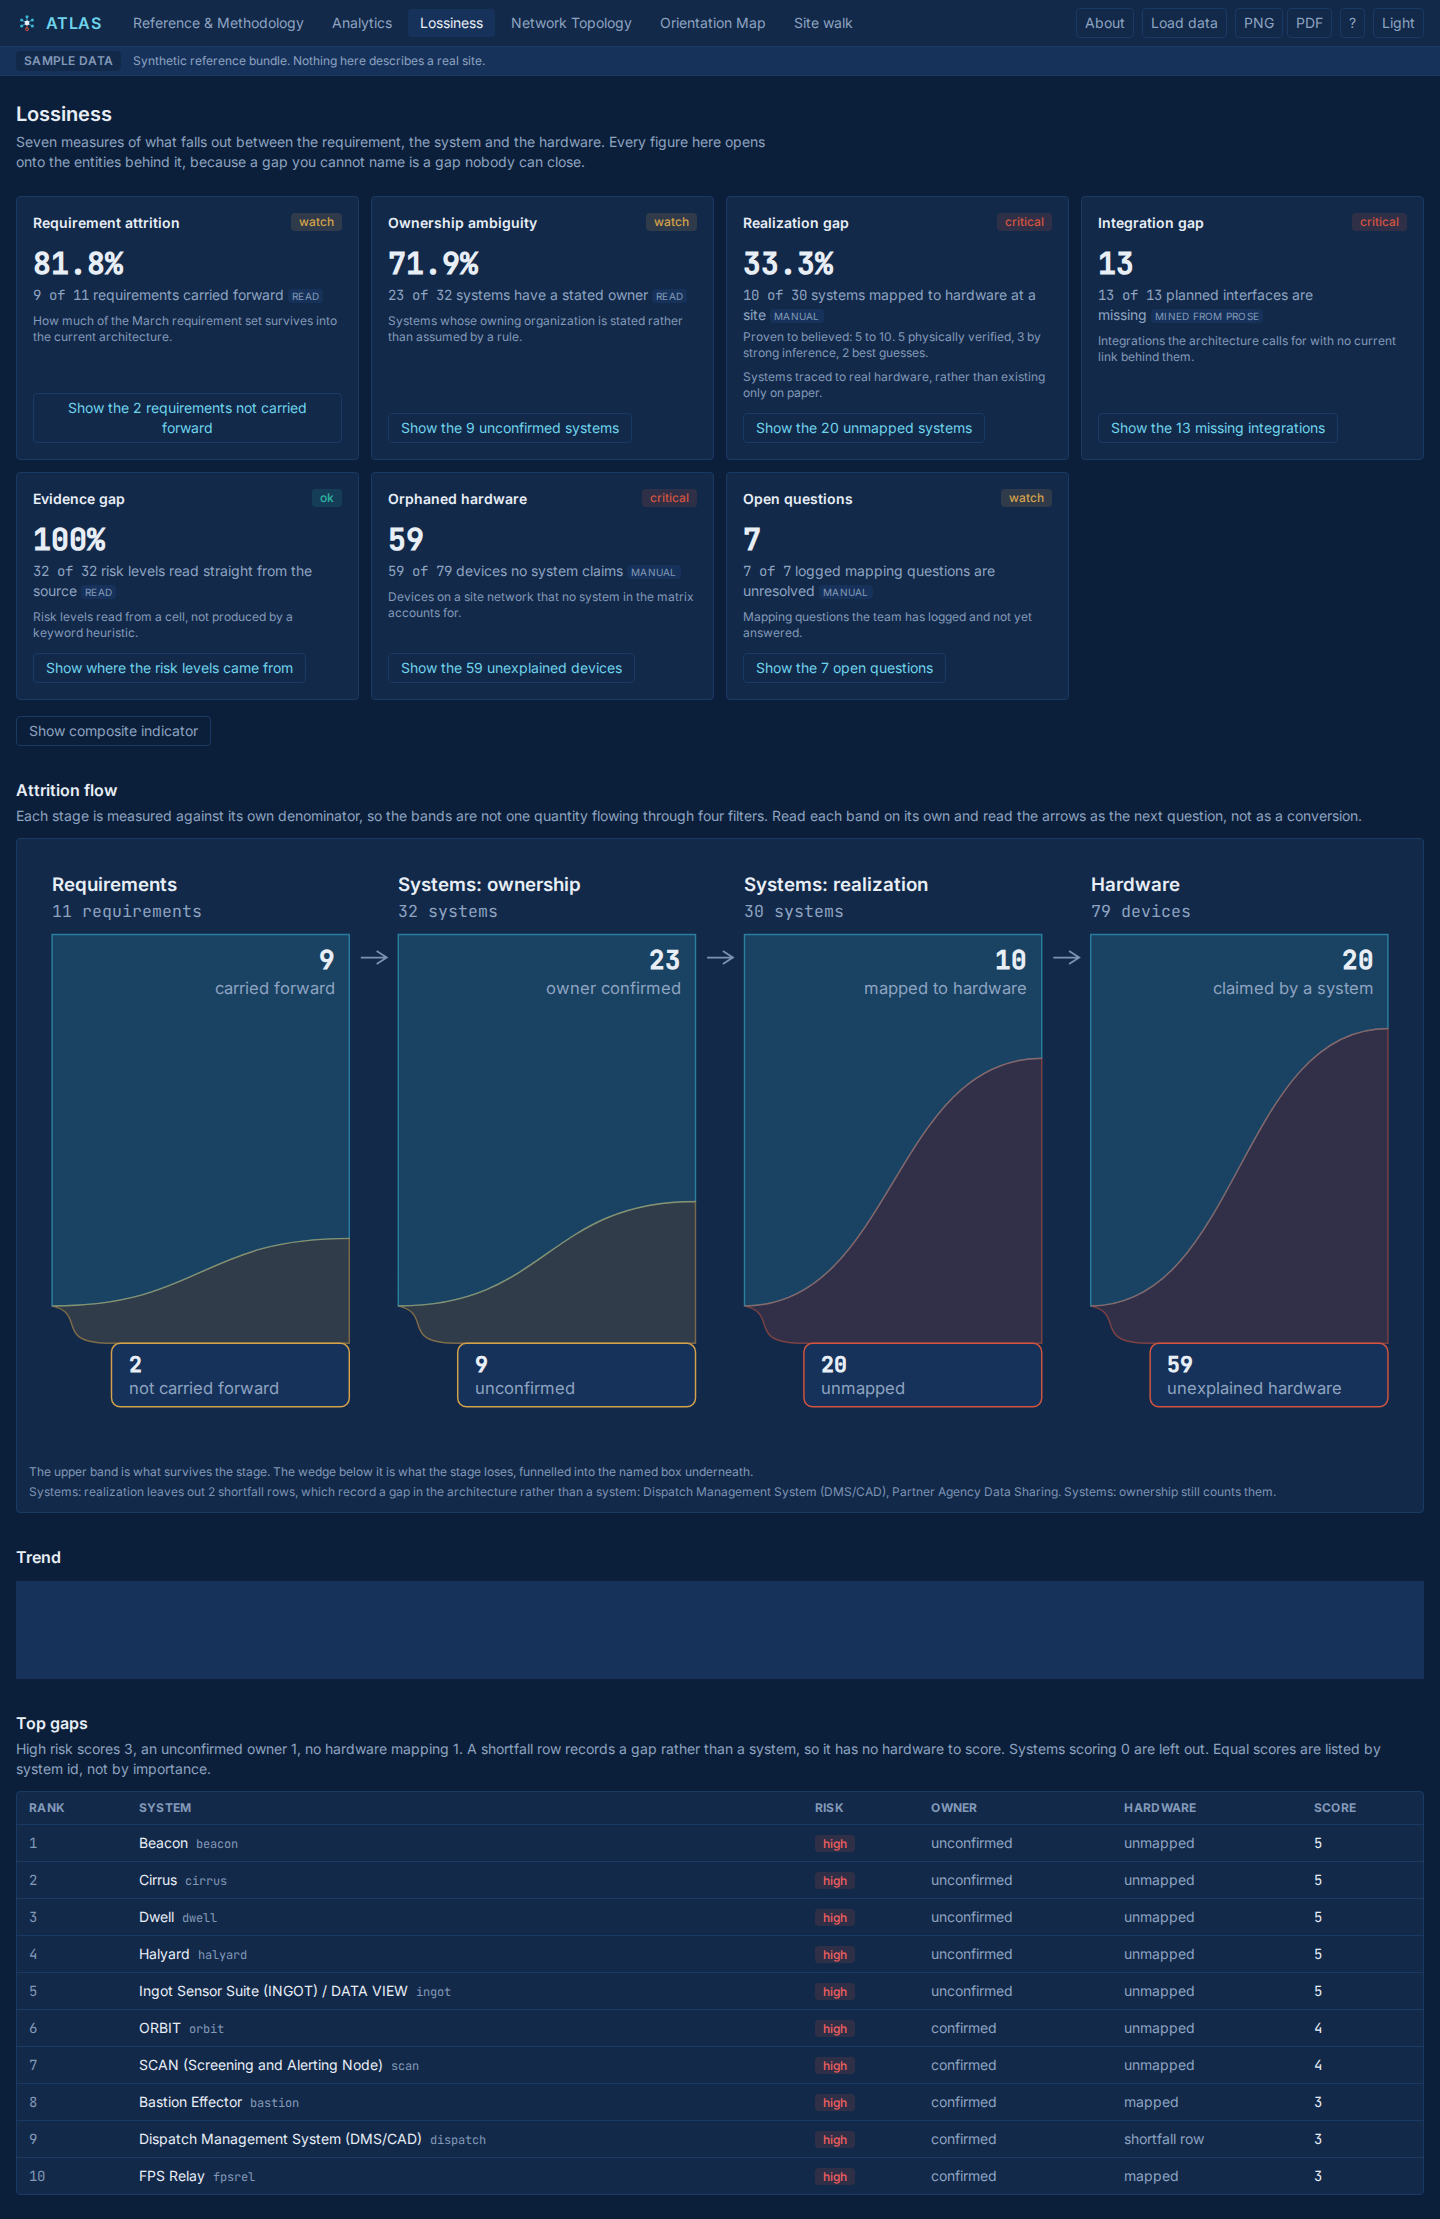 ATLAS Reference & Methodology Analytics Lossiness Network Topology Orientation Map Site walk About Load data PNG PDF ? Light
SAMPLE DATA Synthetic reference bundle. Nothing here describes a real site.
Lossiness
Seven measures of what falls out between the requirement, the system and the hardware. Every figure here opens
onto the entities behind it, because a gap you cannot name is a gap nobody can close.
Requirement attrition watch
81.8%
9 of 11 requirements carried forward READ
How much of the March requirement set survives into
the current architecture.
Show the 2 requirements not carried
forward
Ownership ambiguity watch
71.9%
23 of 32 systems have a stated owner READ
Systems whose owning organization is stated rather
than assumed by a rule.
Show the 9 unconfirmed systems
Realization gap critical
33.3%
10 of 30 systems mapped to hardware at a
site MANUAL
Proven to believed: 5 to 10. 5 physically verified, 3 by
strong inference, 2 best guesses.
Systems traced to real hardware, rather than existing
only on paper.
Show the 20 unmapped systems
Integration gap critical
13
13 of 13 planned interfaces are
missing MINED FROM PROSE
Integrations the architecture calls for with no current
link behind them.
Show the 13 missing integrations
Evidence gap ok
100%
32 of 32 risk levels read straight from the
source READ
Risk levels read from a cell, not produced by a
keyword heuristic.
Show where the risk levels came from
Orphaned hardware critical
59
59 of 79 devices no system claims MANUAL
Devices on a site network that no system in the matrix
accounts for.
Show the 59 unexplained devices
Open questions watch
7
7 of 7 logged mapping questions are
unresolved MANUAL
Mapping questions the team has logged and not yet
answered.
Show the 7 open questions
Show composite indicator
Attrition flow
Each stage is measured against its own denominator, so the bands are not one quantity flowing through four filters. Read each band on its own and read the arrows as the next question, not as a conversion.
Requirements
11 requirements
9
carried forward
2
not carried forward
Systems: ownership
32 systems
23
owner confirmed
9
unconfirmed
Systems: realization
30 systems
10
mapped to hardware
20
unmapped
Hardware
79 devices
20
claimed by a system
59
unexplained hardware
The upper band is what survives the stage. The wedge below it is what the stage loses, funnelled into the named box underneath.
Systems: realization leaves out 2 shortfall rows, which record a gap in the architecture rather than a system: Dispatch Management System (DMS/CAD), Partner Agency Data Sharing. Systems: ownership still counts them.
Trend
Top gaps
High risk scores 3, an unconfirmed owner 1, no hardware mapping 1. A shortfall row records a gap rather than a system, so it has no hardware to score. Systems scoring 0 are left out. Equal scores are listed by
system id, not by importance.
RANK SYSTEM RISK OWNER HARDWARE SCORE
1 Beacon beacon high unconfirmed unmapped 5
2 Cirrus cirrus high unconfirmed unmapped 5
3 Dwell dwell high unconfirmed unmapped 5
4 Halyard halyard high unconfirmed unmapped 5
5 Ingot Sensor Suite (INGOT) / DATA VIEW ingot high unconfirmed unmapped 5
6 ORBIT orbit high confirmed unmapped 4
7 SCAN (Screening and Alerting Node) scan high confirmed unmapped 4
8 Bastion Effector bastion high confirmed mapped 3
9 Dispatch Management System (DMS/CAD) dispatch high confirmed shortfall row 3
10 FPS Relay fpsrel high confirmed mapped 3